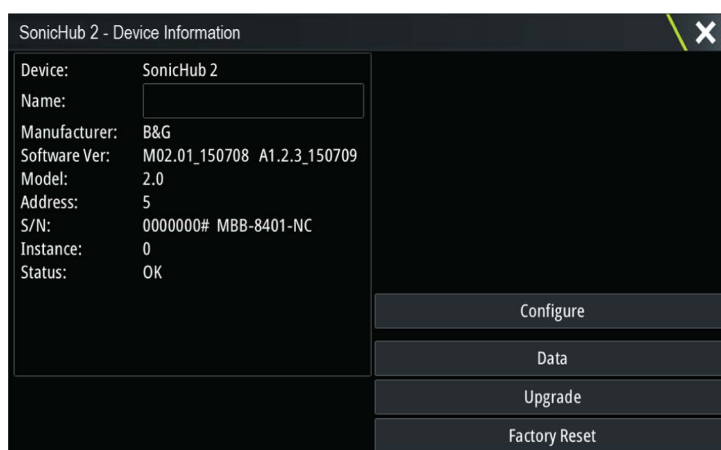 SonicHub 2 - Device Information
Device: SonicHub 2
Name:
Manufacturer: B&G
Software Ver: M02.01_150708 A1.2.3_150709
Model: 2.0
Address: 5
S/N: 0000000# MBB-8401-NC
Instance: 0
Status: OK
Configure
Data
Upgrade
Factory Reset